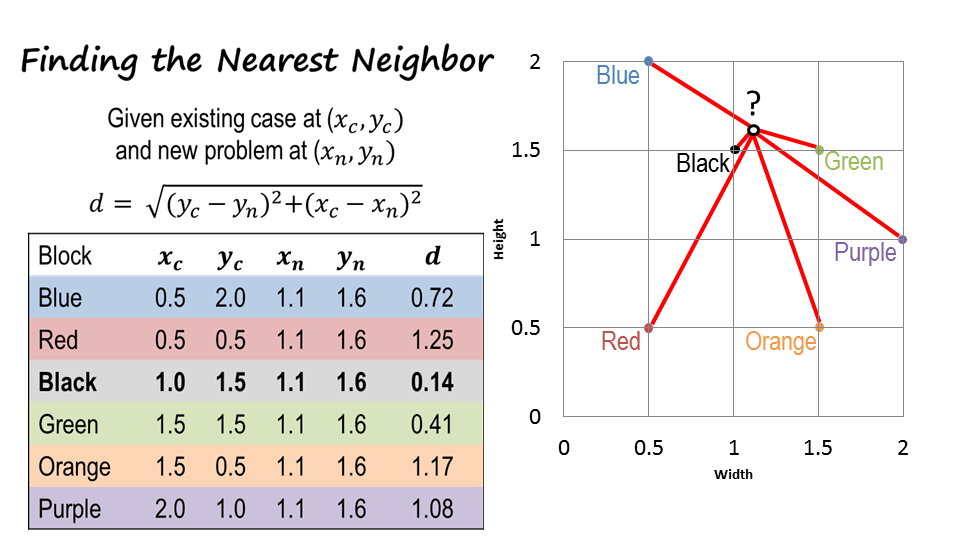 Finding the Nearest Neighbor
Given existing case at (x_c, y_c)
and new problem at (x_n, y_n)
d = √((y_c − y_n)²+(x_c − x_n)²)
Block x_c y_c x_n y_n d
Blue 0.5 2.0 1.1 1.6 0.72
Red 0.5 0.5 1.1 1.6 1.25
Black 1.0 1.5 1.1 1.6 0.14
Green 1.5 1.5 1.1 1.6 0.41
Orange 1.5 0.5 1.1 1.6 1.17
Purple 2.0 1.0 1.1 1.6 1.08
2
Blue
?
1.5
Black
Green
Height
1
Purple
0.5
Red
Orange
0
0 0.5 1 1.5 2
Width